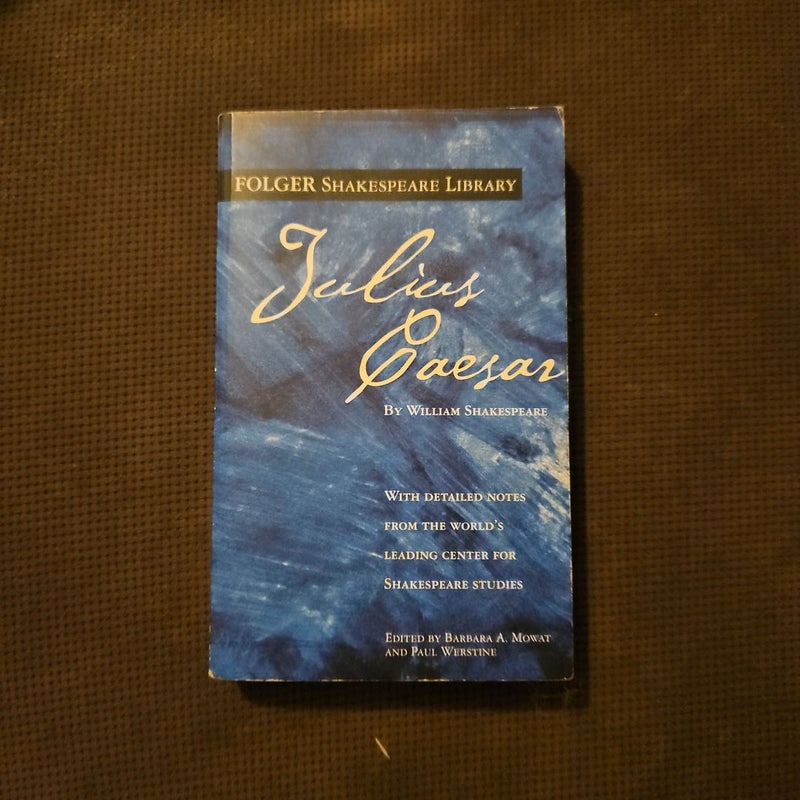 FOLGER SHAKESPEARE LIBRARY
Julius
Caesar
BY WILLIAM SHAKESPEARE
WITH DETAILED NOTES
FROM THE WORLD'S
LEADING CENTER FOR
SHAKESPEARE STUDIES
EDITED BY BARBARA A. MOWAT
AND PAUL WERSTINE